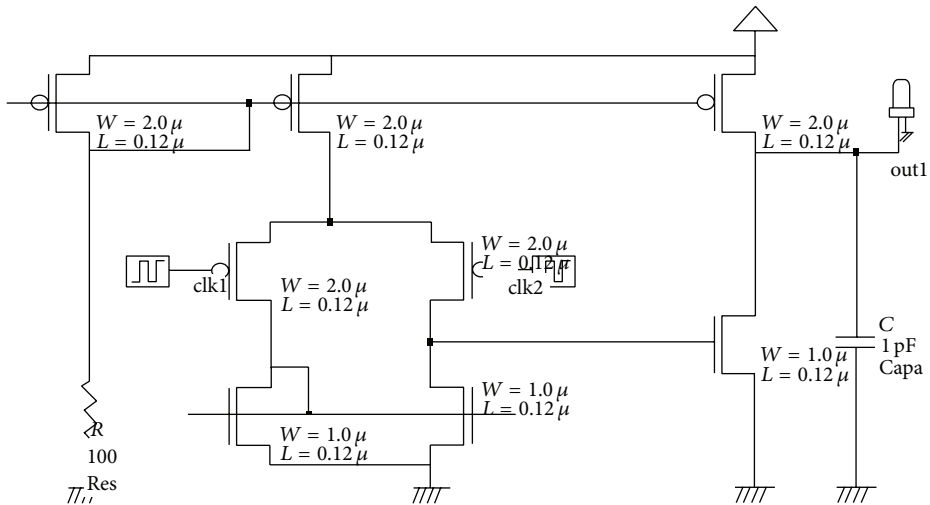 W = 2.0 μ
L = 0.12 μ
W = 2.0 μ
L = 0.12 μ
W = 2.0 μ
L = 0.12 μ
out1
W = 2.0 μ
L = 0.12 μ
clk1
W = 2.0 μ
L = 0.12 μ
clk2
C
1 pF
Capa
W = 1.0 μ
L = 0.12 μ
W = 1.0 μ
L = 0.12 μ
W = 1.0 μ
L = 0.12 μ
R
100
Res